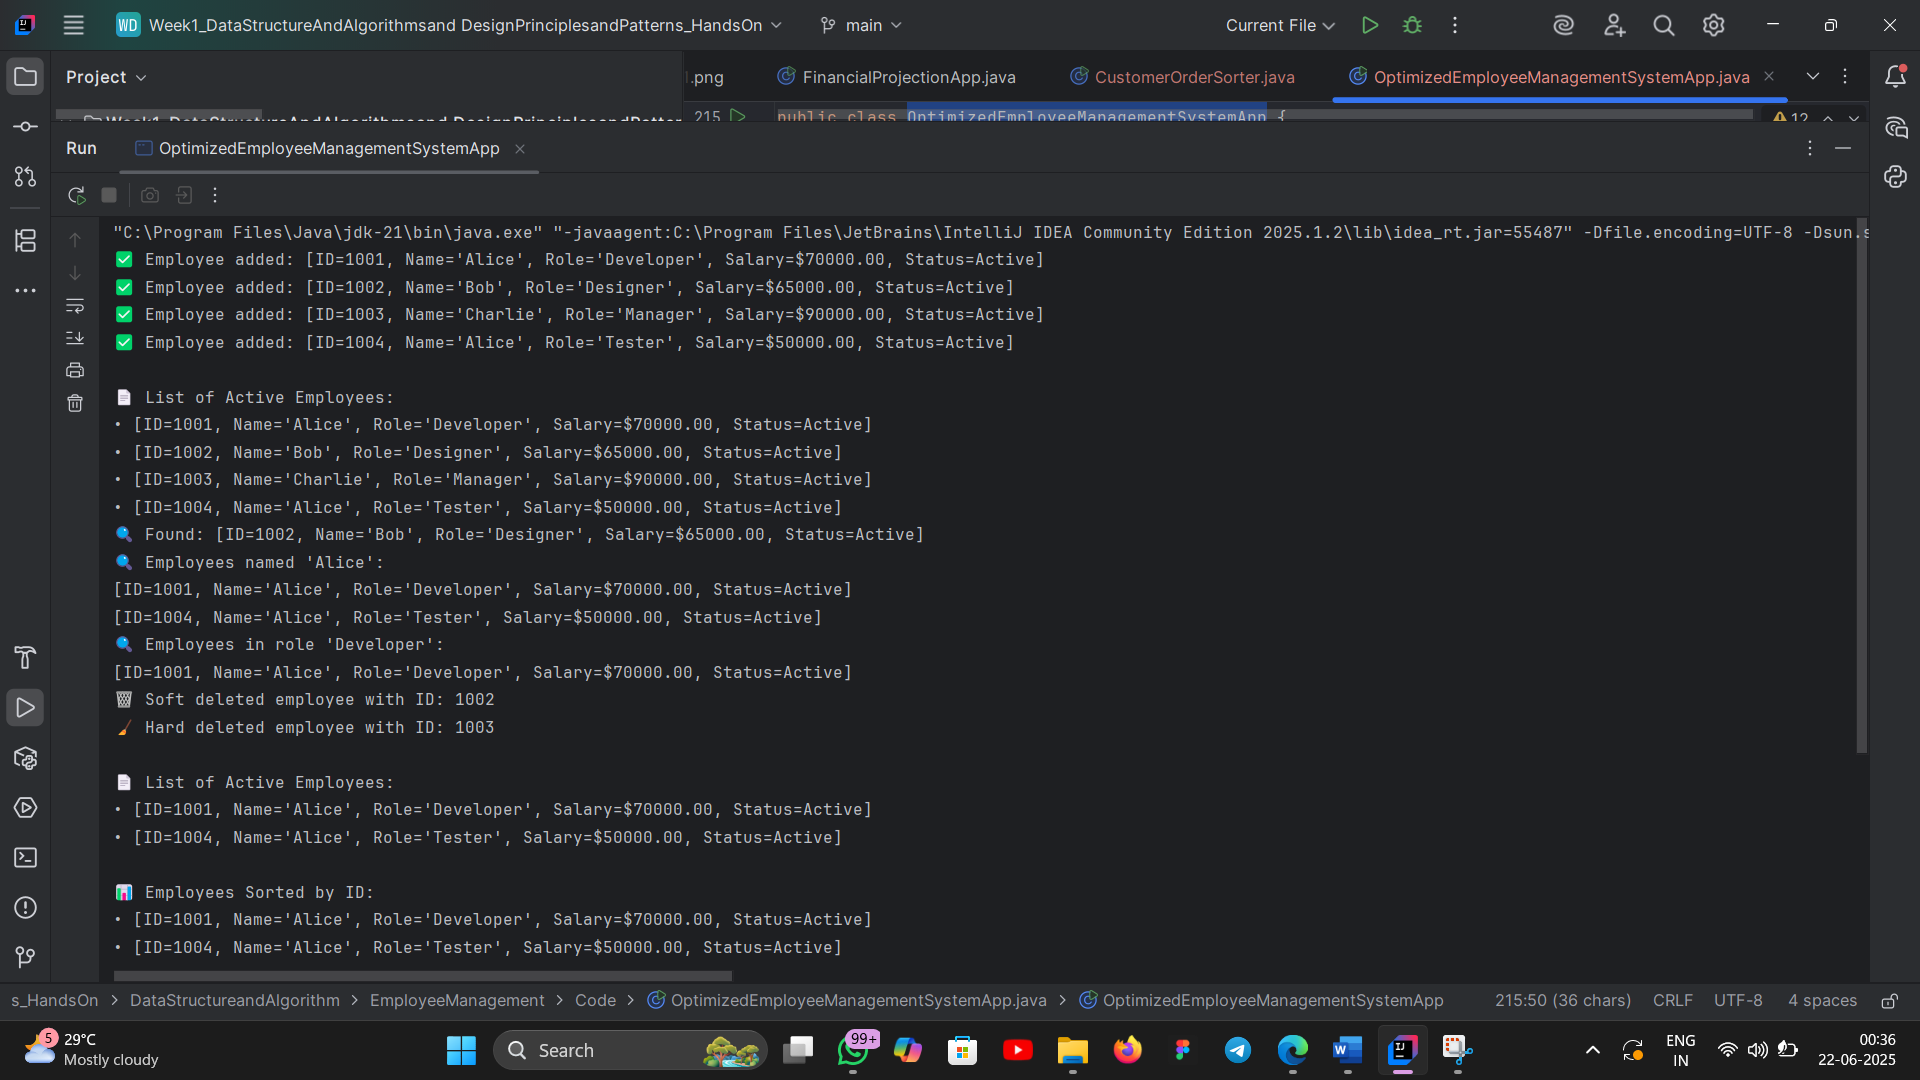 WD Week1_DataStructureAndAlgorithmsand DesignPrinciplesandPatterns_HandsOn main Current File
Project
.png FinancialProjectionApp.java CustomerOrderSorter.java OptimizedEmployeeManagementSystemApp.java
Week1_DataStructureAndAlgorithmsand DesignPrinciplesandPatter
215 public class OptimizedEmployeeManagementSystemApp { 12
Run OptimizedEmployeeManagementSystemApp
"C:\Program Files\Java\jdk-21\bin\java.exe" "-javaagent:C:\Program Files\JetBrains\IntelliJ IDEA Community Edition 2025.1.2\lib\idea_rt.jar=55487" -Dfile.encoding=UTF-8 -Dsun.s
✅ Employee added: [ID=1001, Name='Alice', Role='Developer', Salary=$70000.00, Status=Active]
✅ Employee added: [ID=1002, Name='Bob', Role='Designer', Salary=$65000.00, Status=Active]
✅ Employee added: [ID=1003, Name='Charlie', Role='Manager', Salary=$90000.00, Status=Active]
✅ Employee added: [ID=1004, Name='Alice', Role='Tester', Salary=$50000.00, Status=Active]
📄 List of Active Employees:
• [ID=1001, Name='Alice', Role='Developer', Salary=$70000.00, Status=Active]
• [ID=1002, Name='Bob', Role='Designer', Salary=$65000.00, Status=Active]
• [ID=1003, Name='Charlie', Role='Manager', Salary=$90000.00, Status=Active]
• [ID=1004, Name='Alice', Role='Tester', Salary=$50000.00, Status=Active]
🔍 Found: [ID=1002, Name='Bob', Role='Designer', Salary=$65000.00, Status=Active]
🔍 Employees named 'Alice':
[ID=1001, Name='Alice', Role='Developer', Salary=$70000.00, Status=Active]
[ID=1004, Name='Alice', Role='Tester', Salary=$50000.00, Status=Active]
🔍 Employees in role 'Developer':
[ID=1001, Name='Alice', Role='Developer', Salary=$70000.00, Status=Active]
🗑 Soft deleted employee with ID: 1002
🧹 Hard deleted employee with ID: 1003
📄 List of Active Employees:
• [ID=1001, Name='Alice', Role='Developer', Salary=$70000.00, Status=Active]
• [ID=1004, Name='Alice', Role='Tester', Salary=$50000.00, Status=Active]
📊 Employees Sorted by ID:
• [ID=1001, Name='Alice', Role='Developer', Salary=$70000.00, Status=Active]
• [ID=1004, Name='Alice', Role='Tester', Salary=$50000.00, Status=Active]
s_HandsOn > DataStructureandAlgorithm > EmployeeManagement > Code > OptimizedEmployeeManagementSystemApp.java > OptimizedEmployeeManagementSystemApp 215:50 (36 chars) CRLF UTF-8 4 spaces
5 29°C
Mostly cloudy
Search
99+
ENG
IN
00:36
22-06-2025